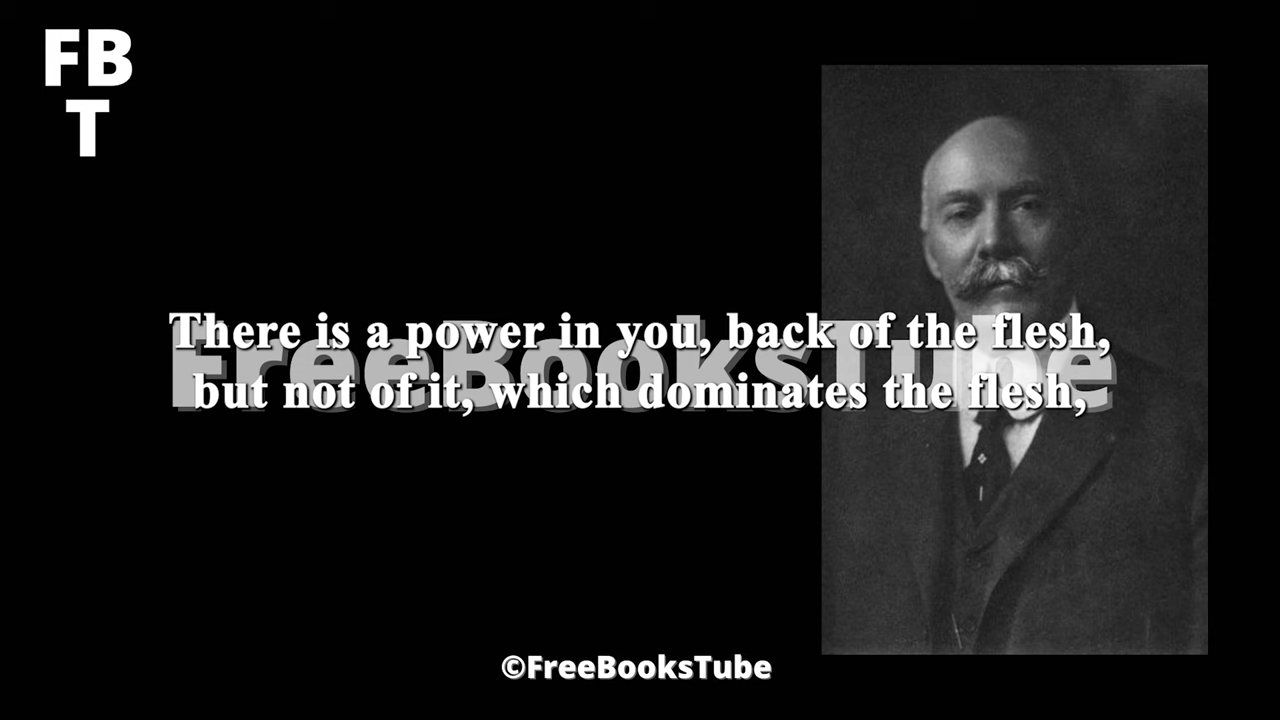 FB
T
There is a power in you, back of the flesh,
but not of it, which dominates the flesh,
FreeBooksTube
©FreeBooksTube